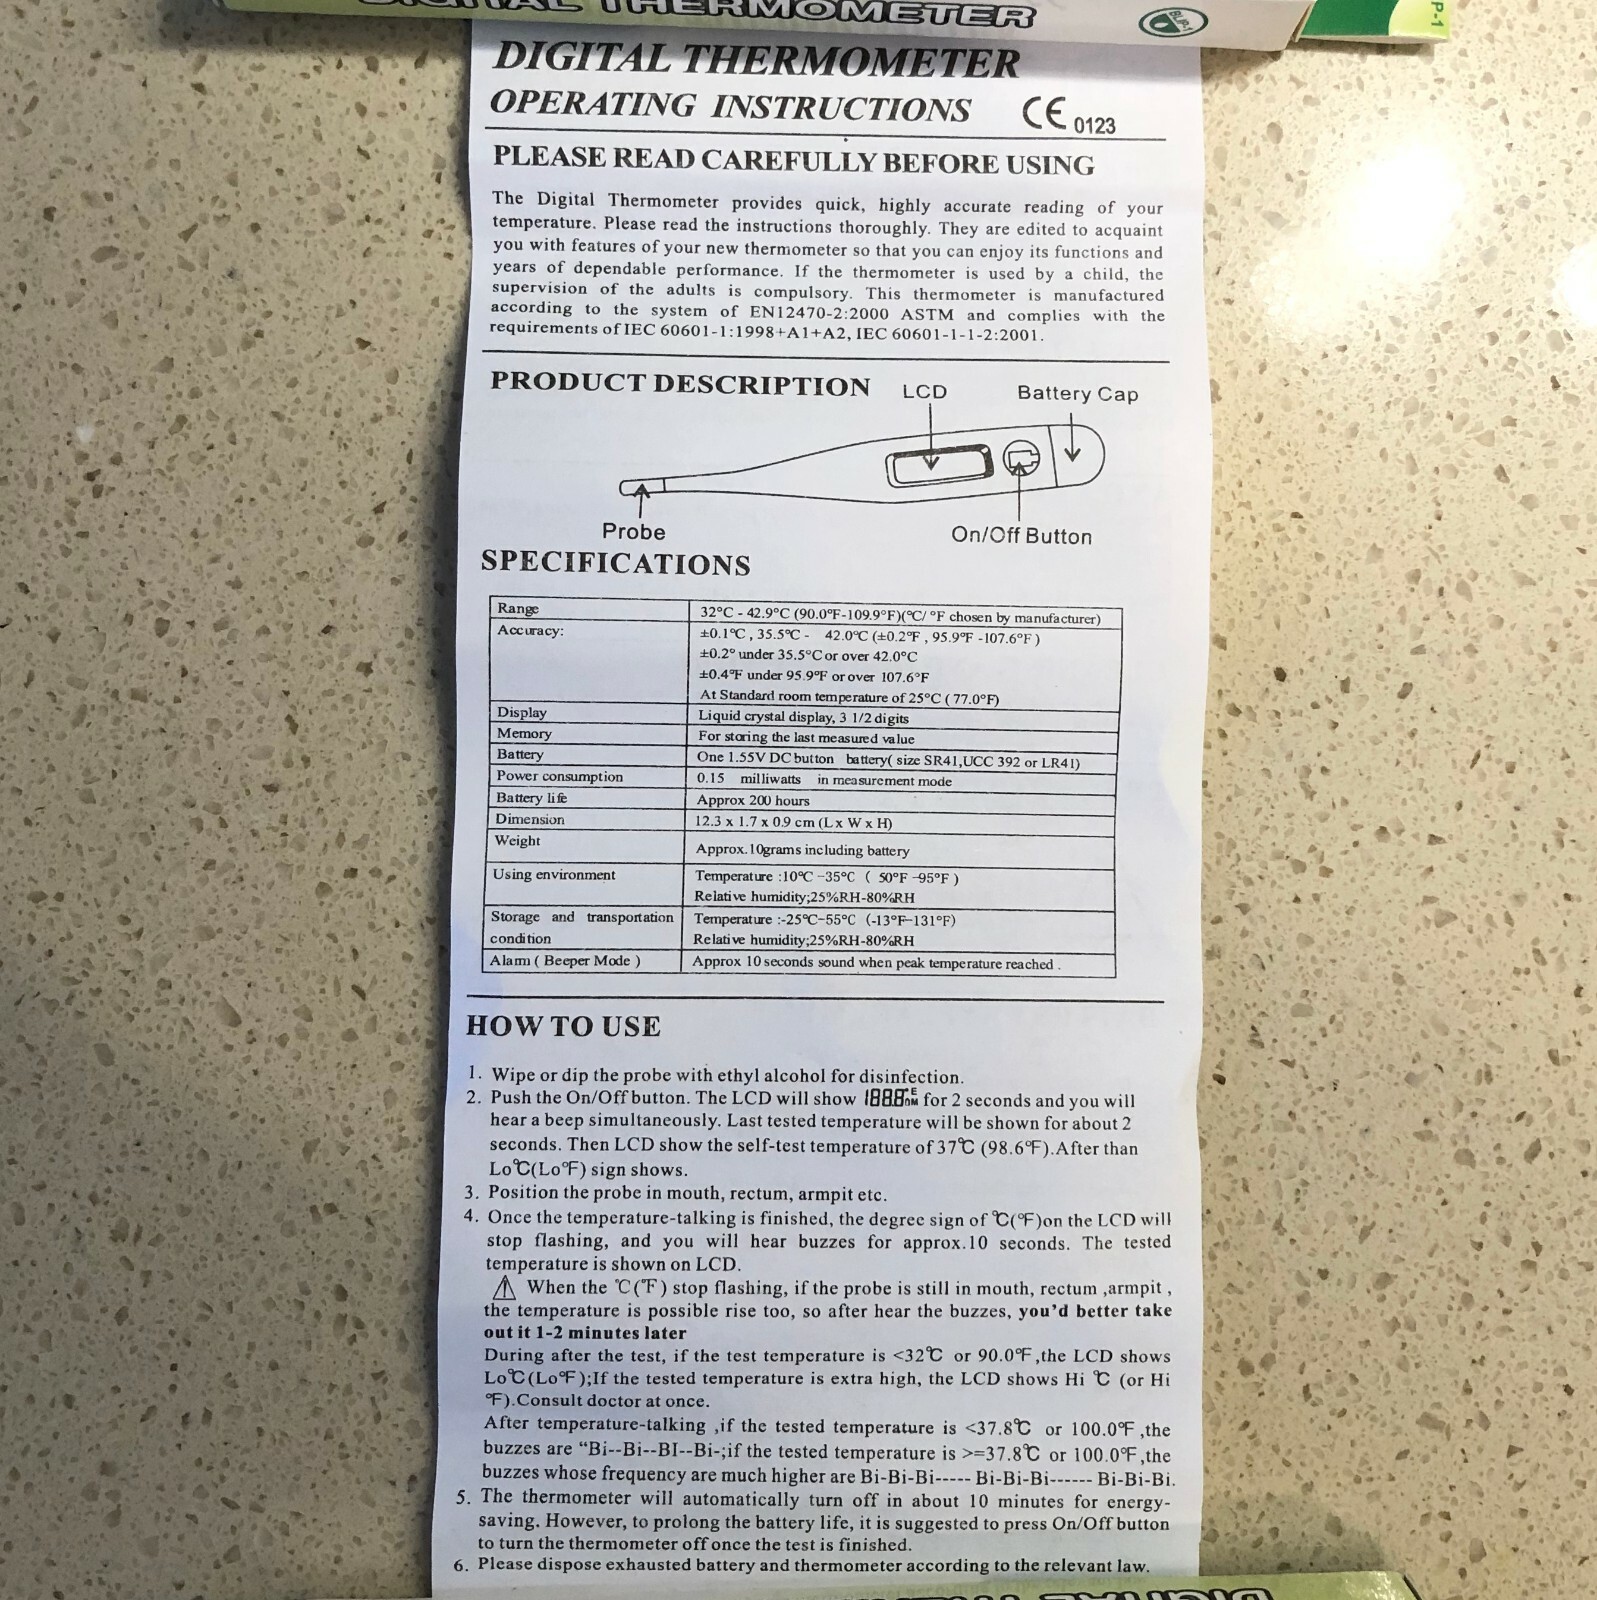 DIGITAL THERMOMETER
BLIP-1
P-1
DIGITAL THERMOMETER
OPERATING INSTRUCTIONS CE 0123
PLEASE READ CAREFULLY BEFORE USING
The Digital Thermometer provides quick, highly accurate reading of your
temperature. Please read the instructions thoroughly. They are edited to acquaint
you with features of your new thermometer so that you can enjoy its functions and
years of dependable performance. If the thermometer is used by a child, the
supervision of the adults is compulsory. This thermometer is manufactured
according to the system of EN12470-2:2000 ASTM and complies with the
requirements of IEC 60601-1:1998+A1+A2, IEC 60601-1-1-2:2001.
PRODUCT DESCRIPTION LCD Battery Cap
Probe On/Off Button
SPECIFICATIONS
Range 32°C - 42.9°C (90.0°F-109.9°F)(°C/ °F chosen by manufacturer)
Accuracy: ±0.1°C , 35.5°C - 42.0°C (±0.2°F , 95.9°F -107.6°F )
±0.2° under 35.5°C or over 42.0°C
±0.4°F under 95.9°F or over 107.6°F
At Standard room temperature of 25°C ( 77.0°F)
Display Liquid crystal display, 3 1/2 digits
Memory For storing the last measured value
Battery One 1.55V DC button battery( size SR41,UCC 392 or LR41)
Power consumption 0.15 milliwatts in measurement mode
Battery life Approx 200 hours
Dimension 12.3 x 1.7 x 0.9 cm (L x W x H)
Weight Approx.10grams including battery
Using environment Temperature :10°C -35°C ( 50°F -95°F )
Relative humidity;25%RH-80%RH
Storage and transportation Temperature :-25°C-55°C (-13°F-131°F)
condition Relative humidity;25%RH-80%RH
Alarm ( Beeper Mode ) Approx 10 seconds sound when peak temperature reached .
HOW TO USE
1. Wipe or dip the probe with ethyl alcohol for disinfection.
2. Push the On/Off button. The LCD will show 188.8 for 2 seconds and you will
hear a beep simultaneously. Last tested temperature will be shown for about 2
seconds. Then LCD show the self-test temperature of 37℃ (98.6℉).After than
Lo℃(Lo℉) sign shows.
3. Position the probe in mouth, rectum, armpit etc.
4. Once the temperature-talking is finished, the degree sign of ℃(℉)on the LCD will
stop flashing, and you will hear buzzes for approx.10 seconds. The tested
temperature is shown on LCD.
⚠ When the ℃(℉) stop flashing, if the probe is still in mouth, rectum ,armpit ,
the temperature is possible rise too, so after hear the buzzes, you'd better take
out it 1-2 minutes later
During after the test, if the test temperature is <32℃ or 90.0℉,the LCD shows
Lo℃(Lo℉);If the tested temperature is extra high, the LCD shows Hi ℃ (or Hi
℉).Consult doctor at once.
After temperature-talking ,if the tested temperature is <37.8℃ or 100.0℉,the
buzzes are “Bi--Bi--BI--Bi-;if the tested temperature is >=37.8℃ or 100.0℉,the
buzzes whose frequency are much higher are Bi-Bi-Bi----- Bi-Bi-Bi------ Bi-Bi-Bi.
5. The thermometer will automatically turn off in about 10 minutes for energy-
saving. However, to prolong the battery life, it is suggested to press On/Off button
to turn the thermometer off once the test is finished.
6. Please dispose exhausted battery and thermometer according to the relevant law.